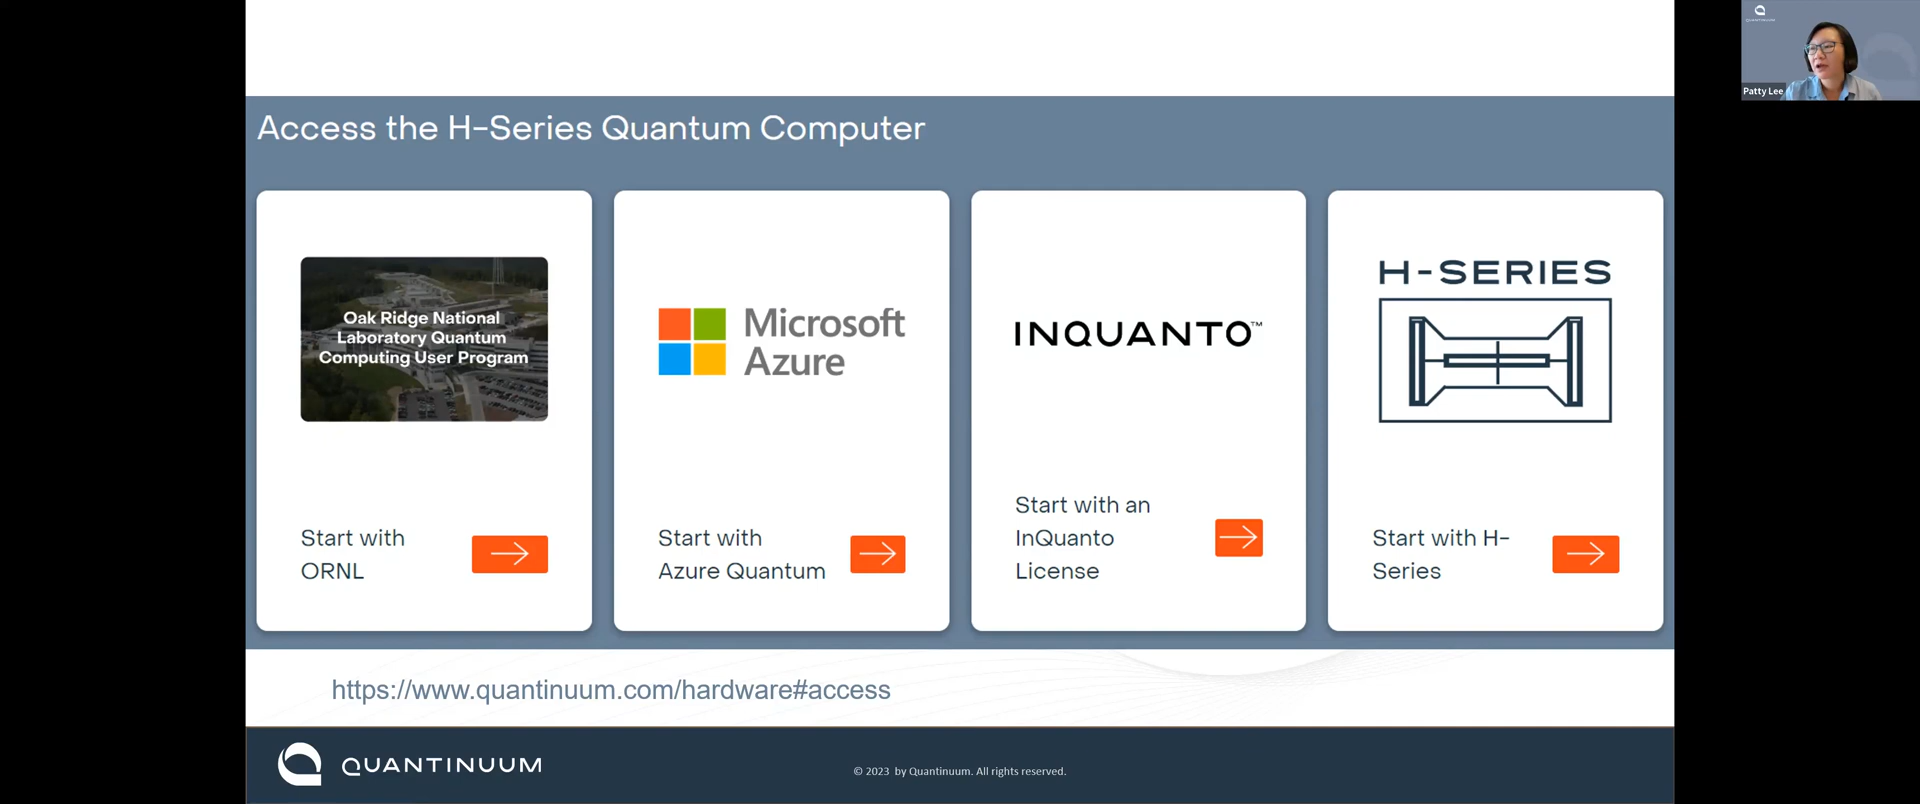 Access the H-Series Quantum Computer
Oak Ridge National
Laboratory Quantum
Computing User Program
Start with
ORNL
Microsoft
Azure
Start with
Azure Quantum
INQUANTO™
Start with an
InQuanto
License
H-SERIES
Start with H-
Series
https://www.quantinuum.com/hardware#access
QUANTINUUM
© 2023 by Quantinuum. All rights reserved.
QUANTINUUM
Patty Lee